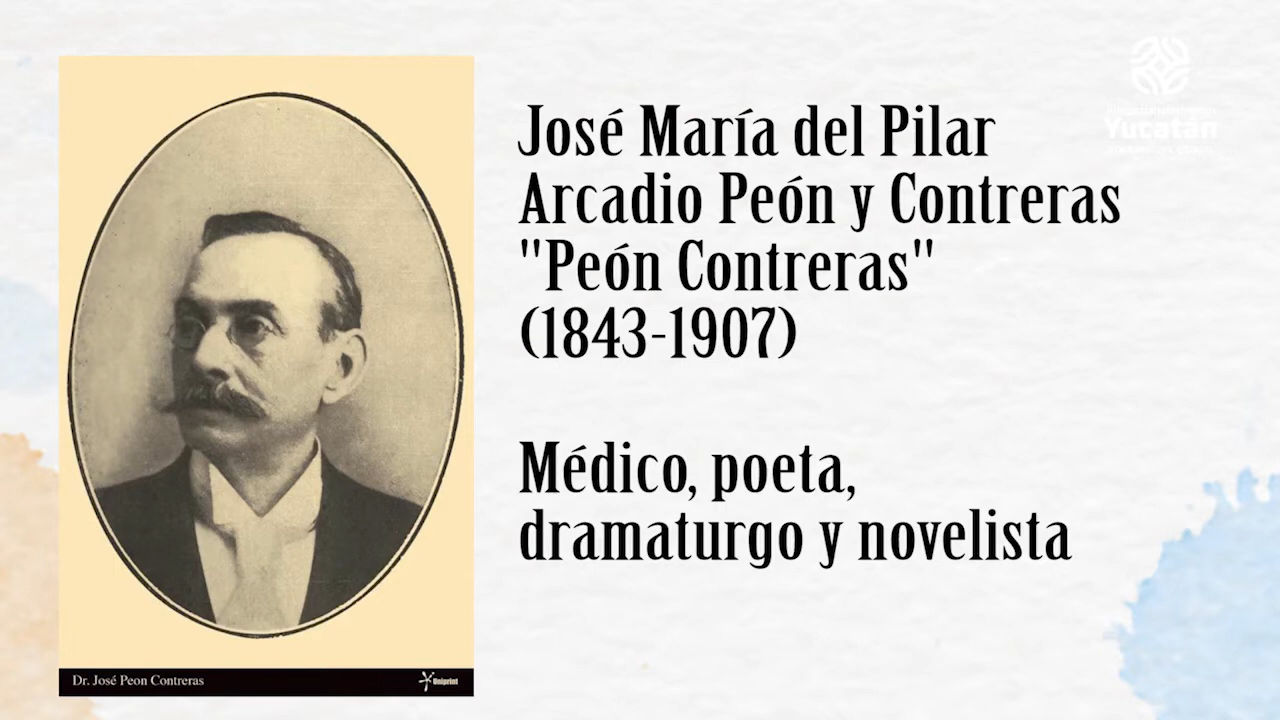 José María del Pilar
Arcadio Peón y Contreras
"Peón Contreras"
(1843-1907)
Médico, poeta,
dramaturgo y novelista
Yucatán
Dr. José Peon Contreras
Uniprint